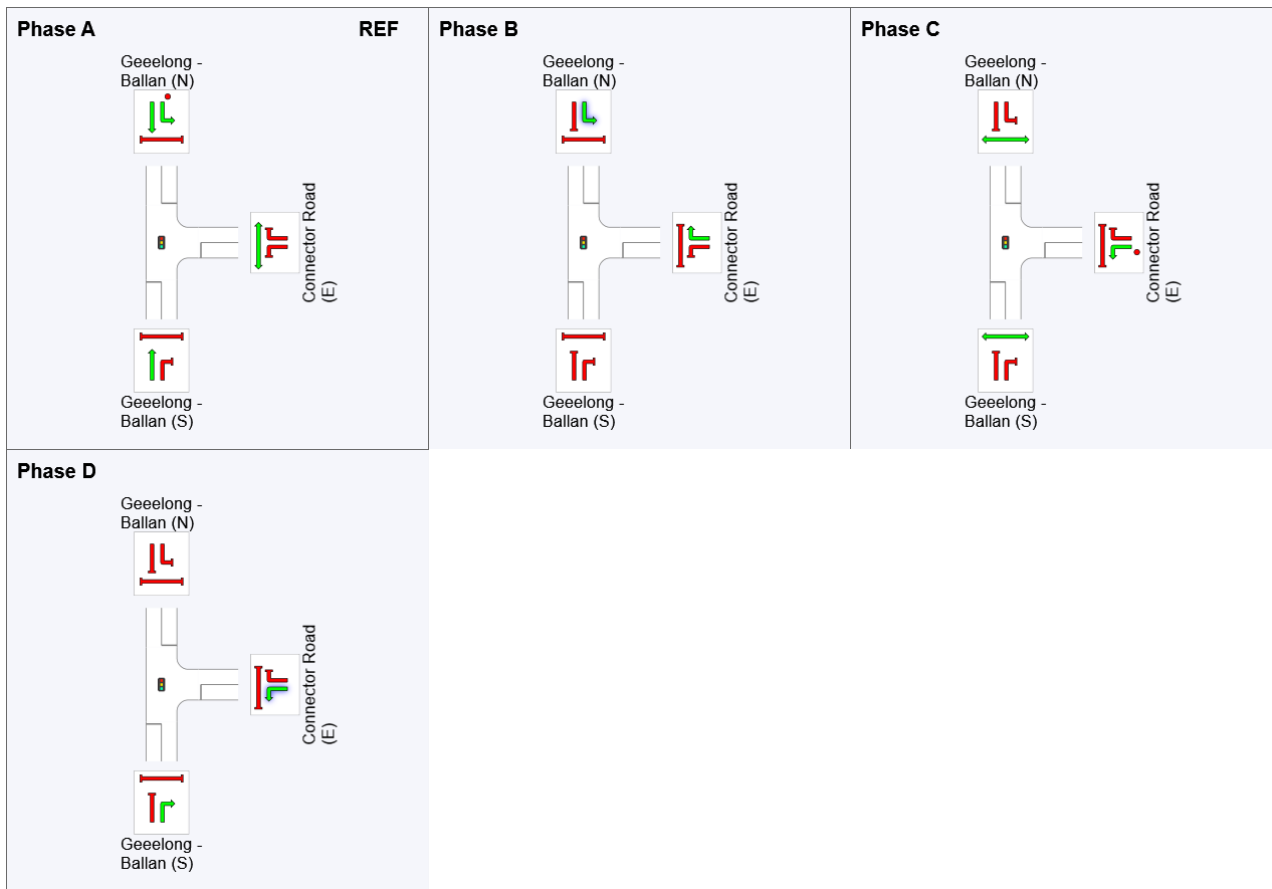 Phase A
REF
Geeelong -
Ballan (N)
Connector Road
(E)
Geeelong -
Ballan (S)
Phase B
Geeelong -
Ballan (N)
Connector Road
(E)
Geeelong -
Ballan (S)
Phase C
Geeelong -
Ballan (N)
Connector Road
(E)
Geeelong -
Ballan (S)
Phase D
Geeelong -
Ballan (N)
Connector Road
(E)
Geeelong -
Ballan (S)